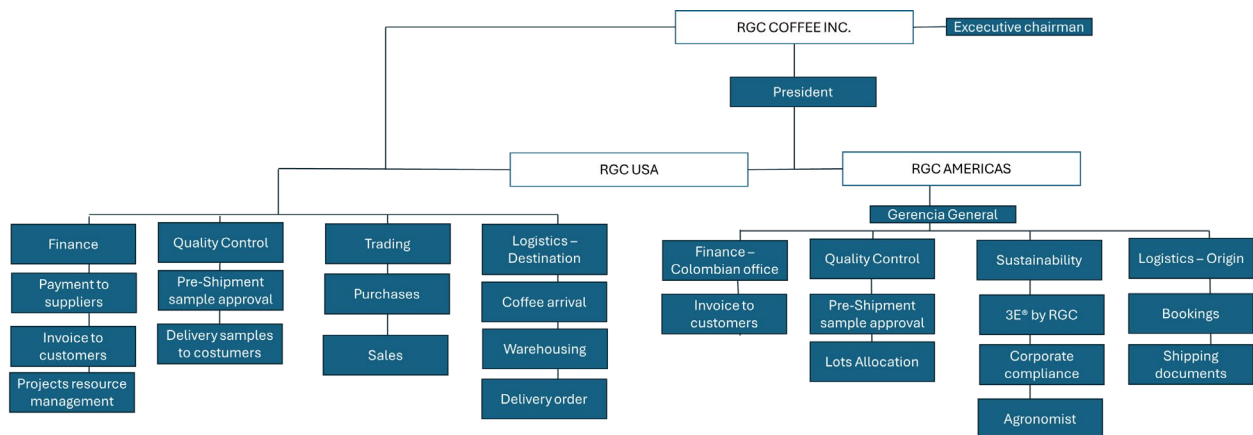 RGC COFFEE INC.
Excecutive chairman
President
RGC USA
RGC AMERICAS
Gerencia General
Finance
Payment to
suppliers
Invoice to
customers
Projects resource
management
Quality Control
Pre-Shipment
sample approval
Delivery samples
to costumers
Trading
Purchases
Sales
Logistics –
Destination
Coffee arrival
Warehousing
Delivery order
Finance –
Colombian office
Invoice to
customers
Quality Control
Pre-Shipment
sample approval
Lots Allocation
Sustainability
3E® by RGC
Corporate
compliance
Agronomist
Logistics – Origin
Bookings
Shipping
documents